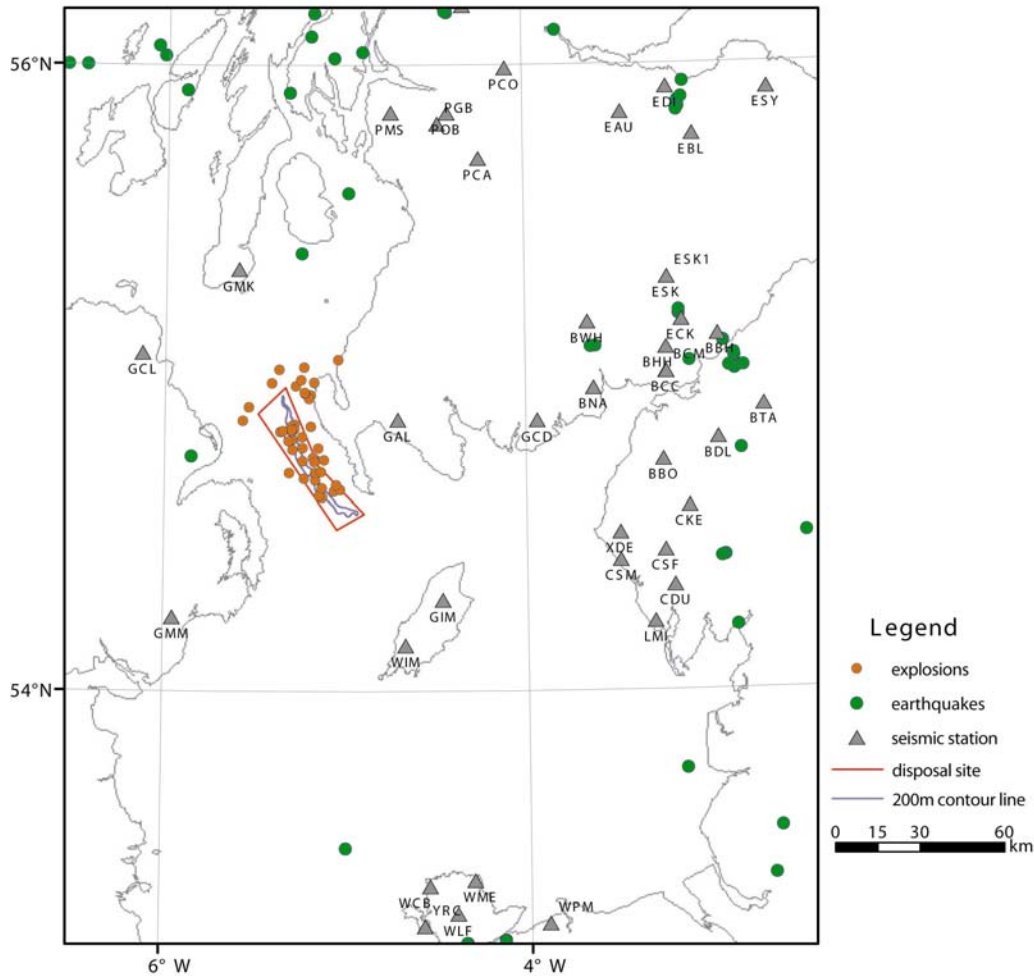 56°N
PCO
PGB
PMS
POB
PCA
EDI
ESY
EAU
EBL
GMK
ESK1
ESK
GCL
BWH
ECK
BBH
BHH
BCM
BCC
BNA
BTA
GAL
GCD
BDL
BBO
CKE
XDE
CSF
CSM
CDU
GIM
LMI
GMM
WIM
54°N
Legend
explosions
earthquakes
seismic station
disposal site
200m contour line
0 15 30 60
km
WCB
WME
YRC
WPM
WLF
6° W
4° W